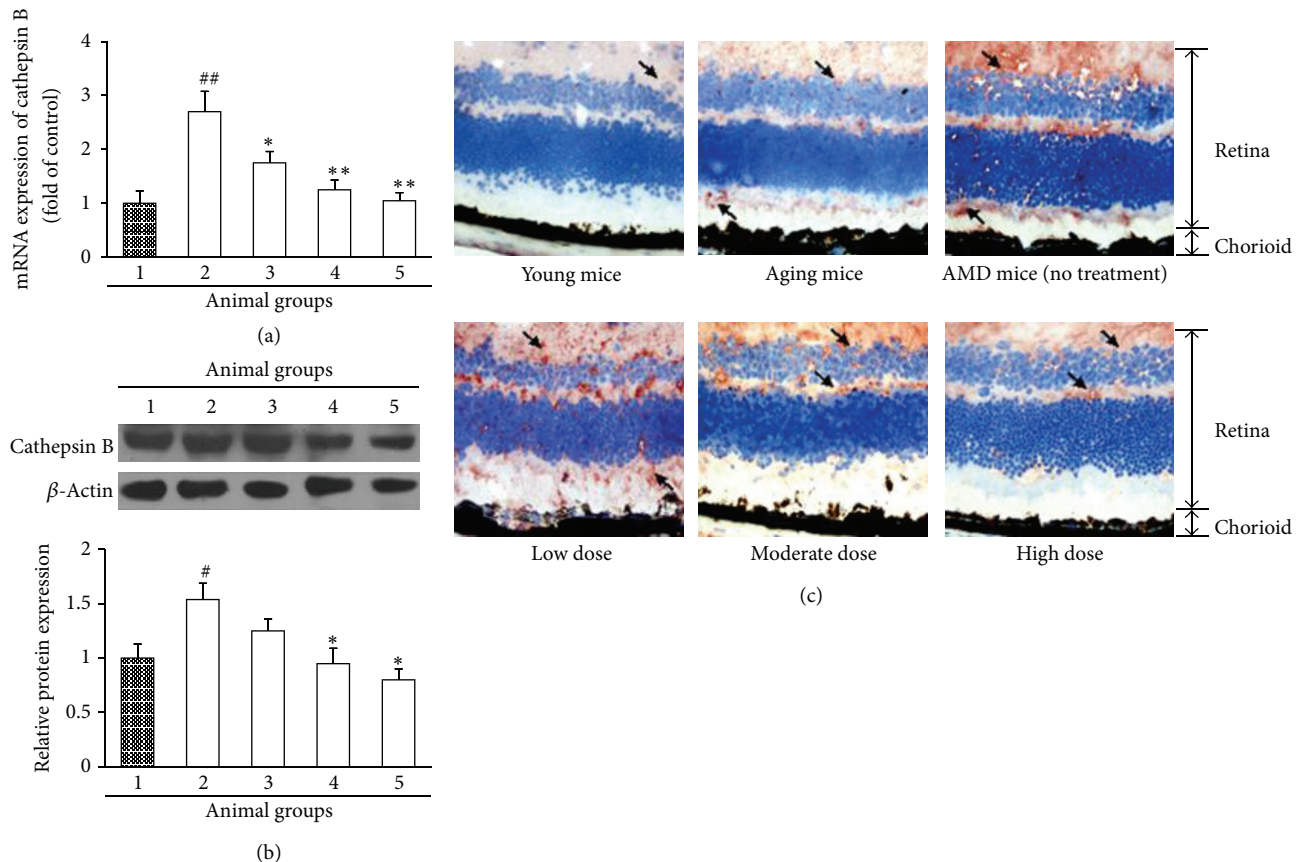 mRNA expression of cathepsin B
(fold of control)
4
3
2
1
0
##
*
**
**
1 2 3 4 5
Animal groups
(a)
Animal groups
1 2 3 4 5
Cathepsin B
β-Actin
Relative protein expression
2
1.5
1
0.5
0
#
*
*
1 2 3 4 5
Animal groups
(b)
Retina
Chorioid
Young mice
Aging mice
AMD mice (no treatment)
Retina
Chorioid
Low dose
Moderate dose
High dose
(c)